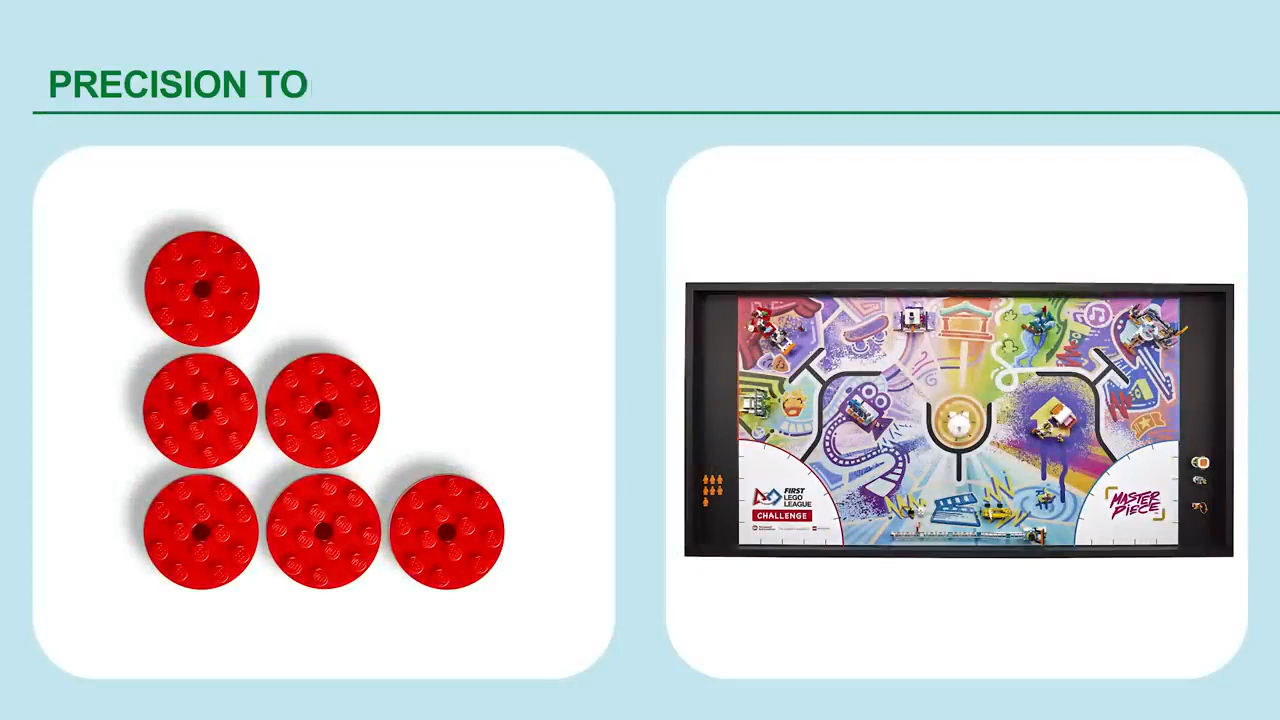 PRECISION TO
FIRST
LEGO
LEAGUE
CHALLENGE
MASTER
PIECE